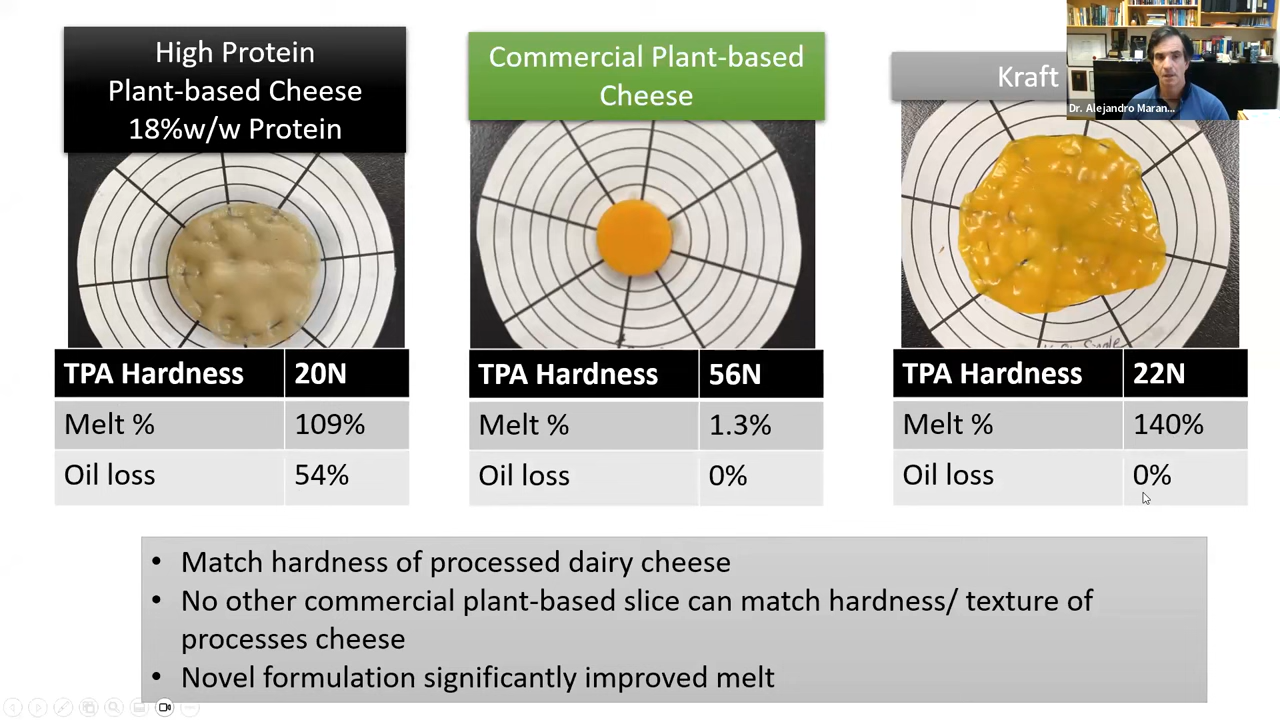 High Protein
Plant-based Cheese
18%w/w Protein
Commercial Plant-based
Cheese
Kraft
Dr. Alejandro Maran...
TPA Hardness 20N
Melt % 109%
Oil loss 54%
TPA Hardness 56N
Melt % 1.3%
Oil loss 0%
TPA Hardness 22N
Melt % 140%
Oil loss 0%
• Match hardness of processed dairy cheese
• No other commercial plant-based slice can match hardness/ texture of
processes cheese
• Novel formulation significantly improved melt